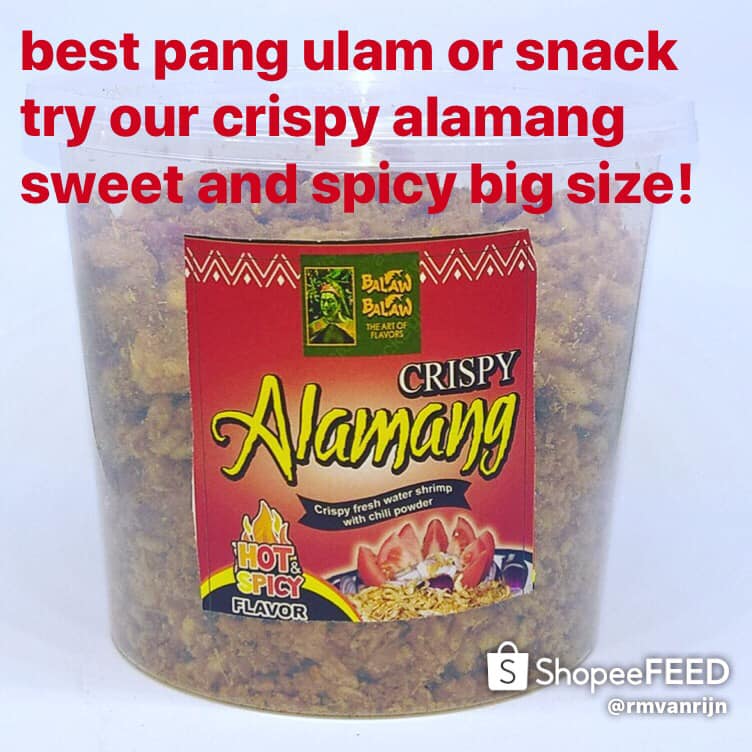 best pang ulam or snack
try our crispy alamang
sweet and spicy big size!
BALAW
BALAW
THE ART OF
FLAVORS
CRISPY
Alamang
Crispy fresh water shrimp
with chili powder
HOT &
SPICY
FLAVOR
S ShopeeFEED
@rmvanrijn